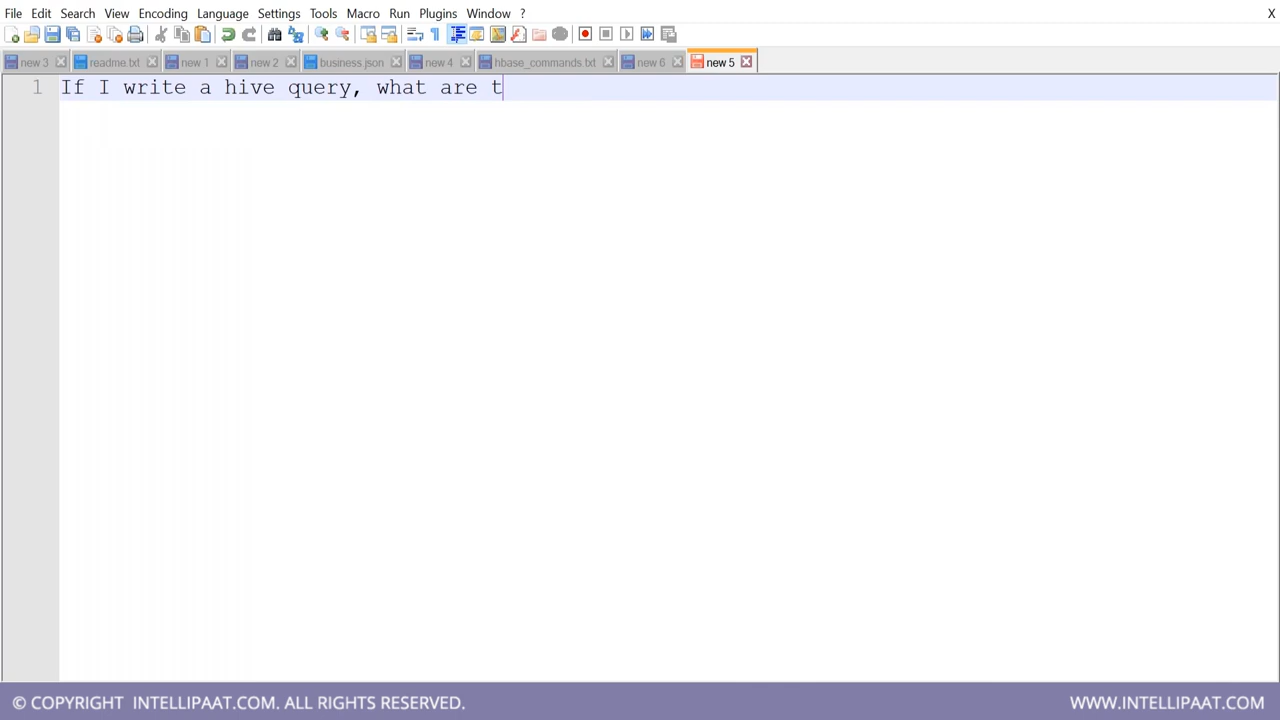 File Edit Search View Encoding Language Settings Tools Macro Run Plugins Window ? X
new 3 readme.txt new 1 new 2 business.json new 4 hbase_commands.txt new 6 new 5
1 If I write a hive query, what are t
© COPYRIGHT INTELLIPAAT.COM. ALL RIGHTS RESERVED. WWW.INTELLIPAAT.COM